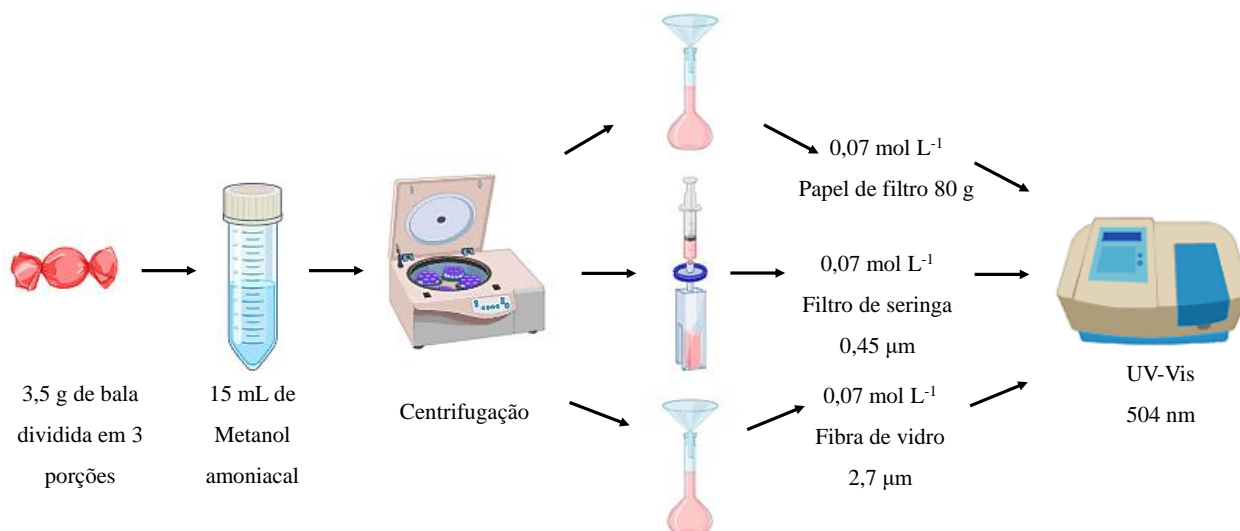 3,5 g de bala
dividida em 3
porções
15 mL de
Metanol
amoniacal
Centrifugação
0,07 mol L⁻¹
Papel de filtro 80 g
0,07 mol L⁻¹
Filtro de seringa
0,45 μm
0,07 mol L⁻¹
Fibra de vidro
2,7 μm
UV-Vis
504 nm